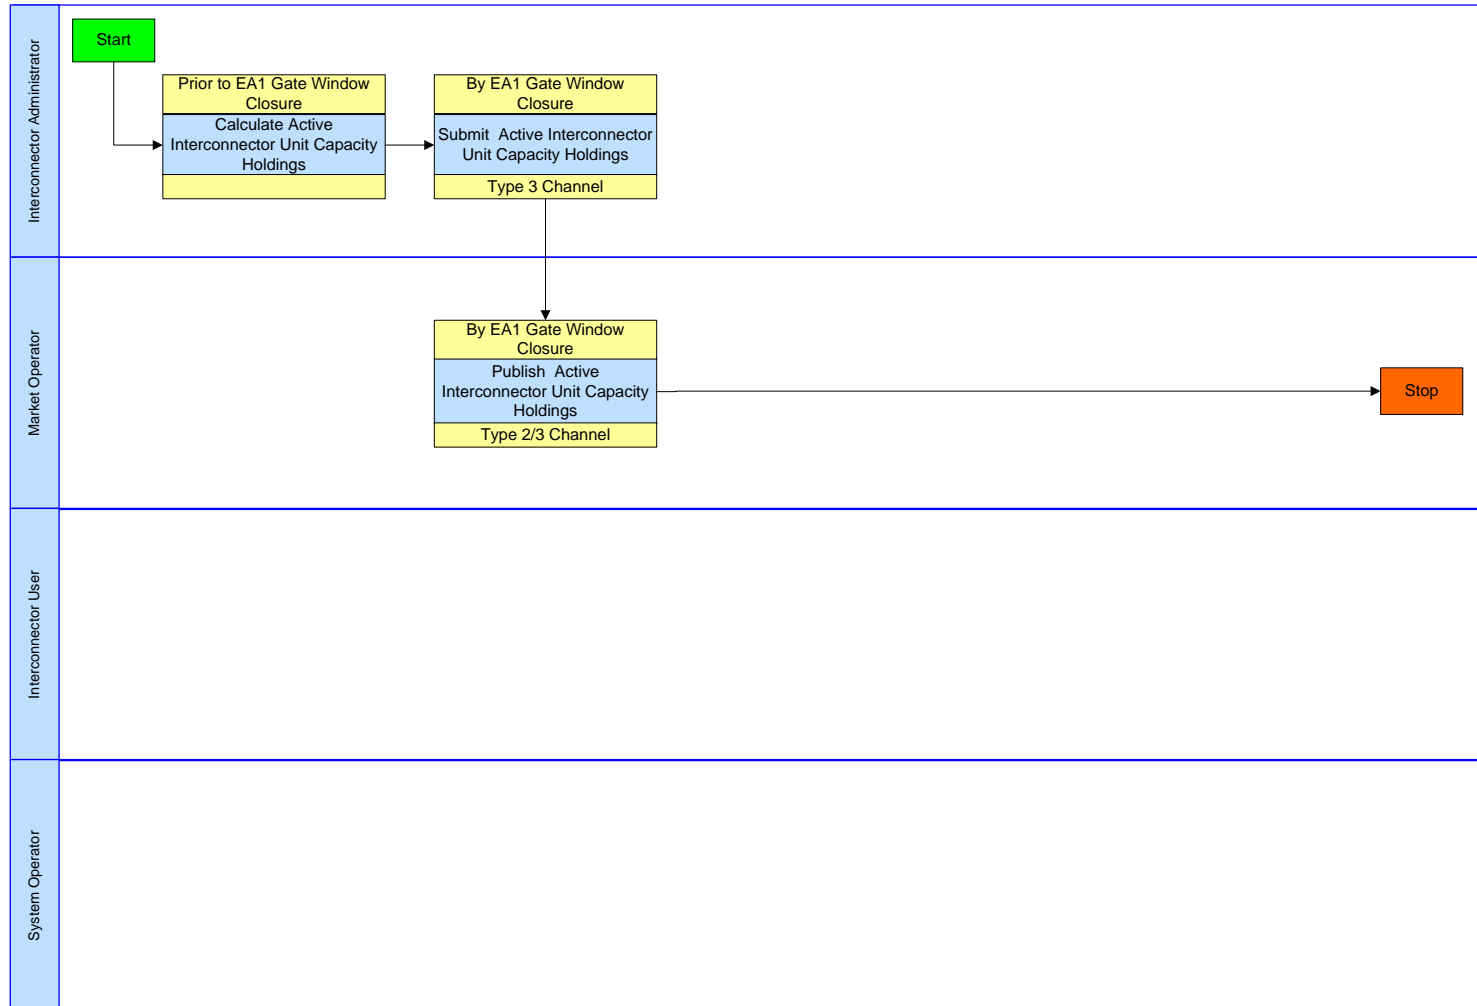 Interconnector Administrator
Start
Prior to EA1 Gate Window
Closure
Calculate Active
Interconnector Unit Capacity
Holdings
By EA1 Gate Window
Closure
Submit  Active Interconnector
Unit Capacity Holdings
Type 3 Channel
Market Operator
By EA1 Gate Window
Closure
Publish  Active
Interconnector Unit Capacity
Holdings
Type 2/3 Channel
Stop
Interconnector User
System Operator